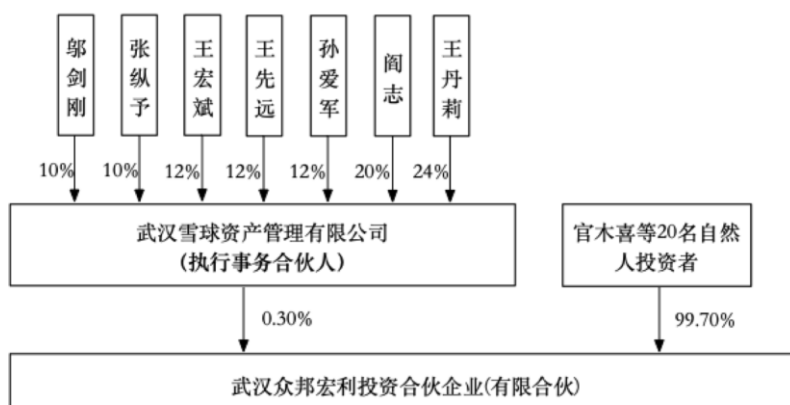 邬剑刚
张纵予
王宏斌
王先远
孙爱军
阎志
王丹莉
10%
10%
12%
12%
12%
20%
24%
武汉雪球资产管理有限公司
(执行事务合伙人)
官木喜等20名自然
人投资者
0.30%
99.70%
武汉众邦宏利投资合伙企业(有限合伙)